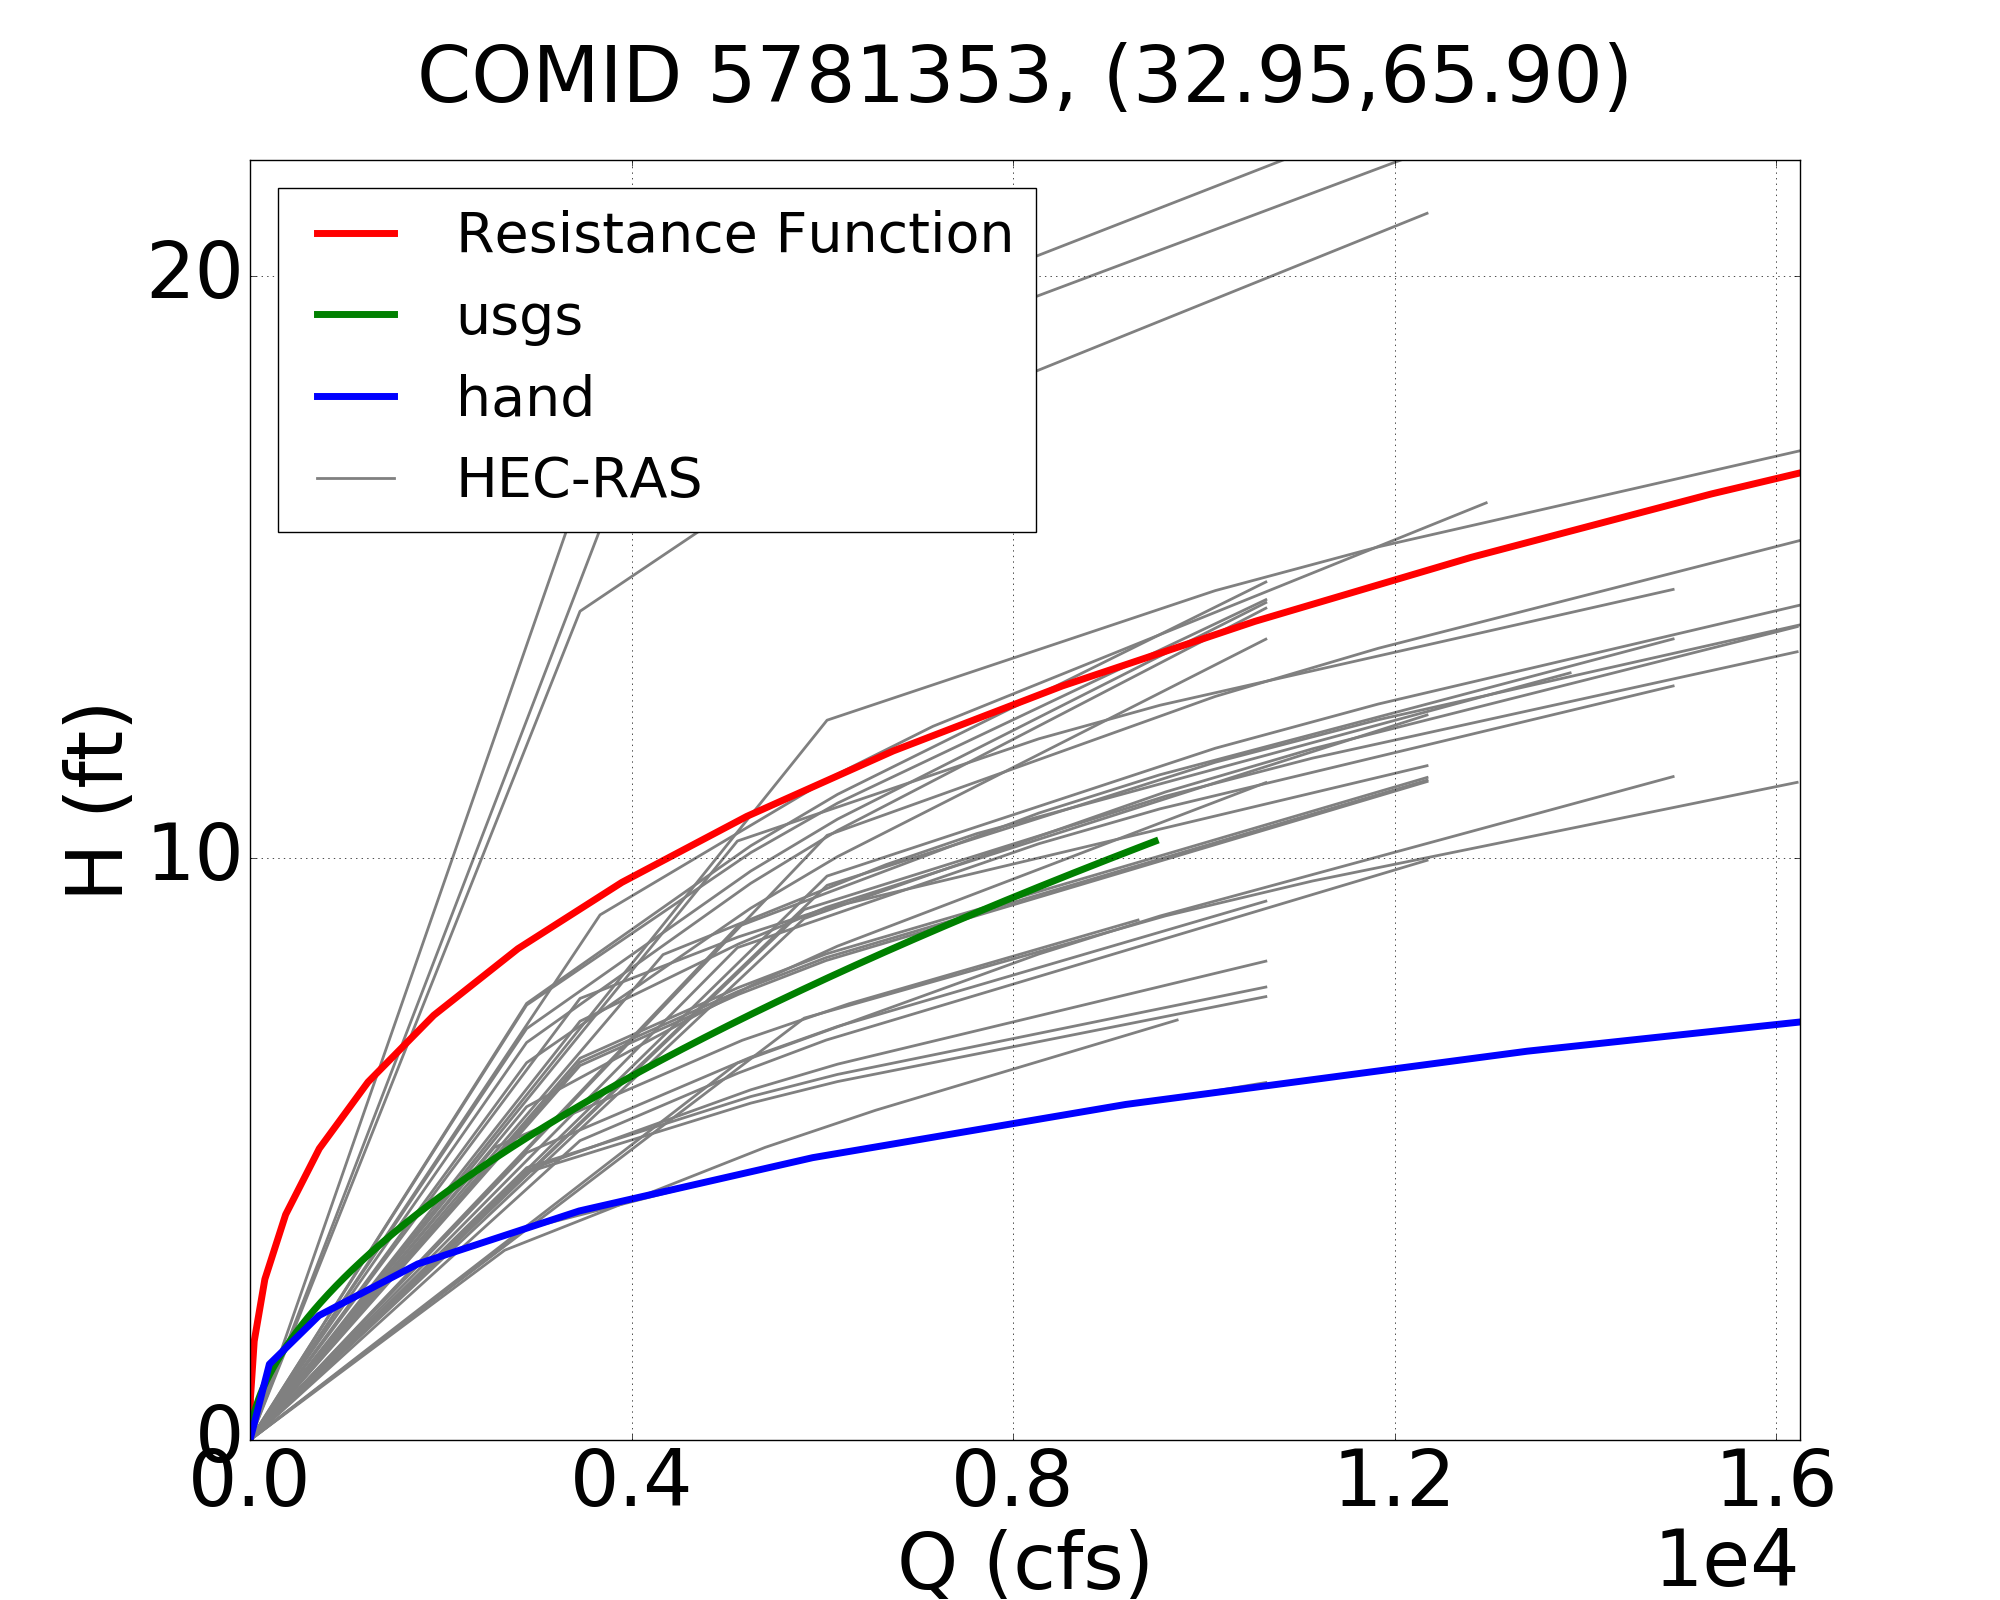 COMID 5781353, (32.95,65.90)
Resistance Function
usgs
hand
HEC-RAS
20
10
0
H (ft)
0.0 0.4 0.8 1.2 1.6
1e4
Q (cfs)